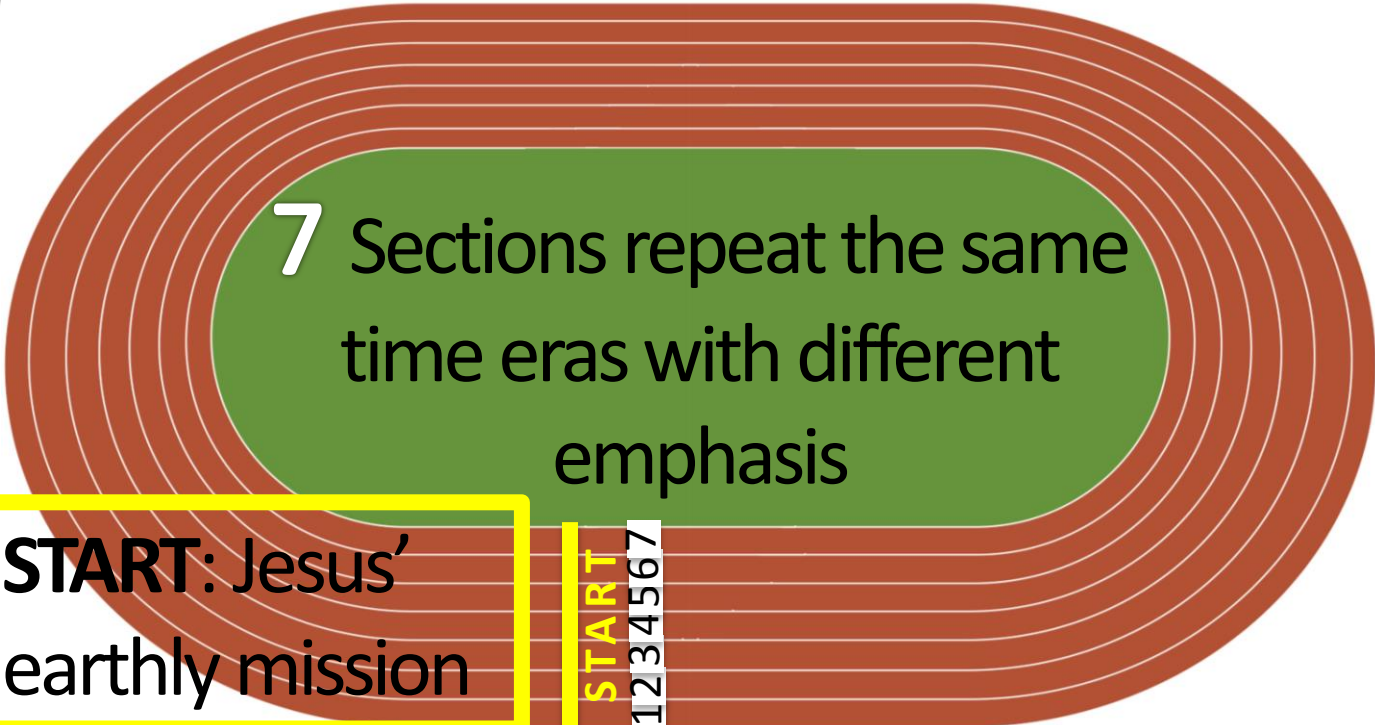 7 Sections repeat the same
time eras with different
emphasis
START: Jesus’
earthly mission
START
1234567